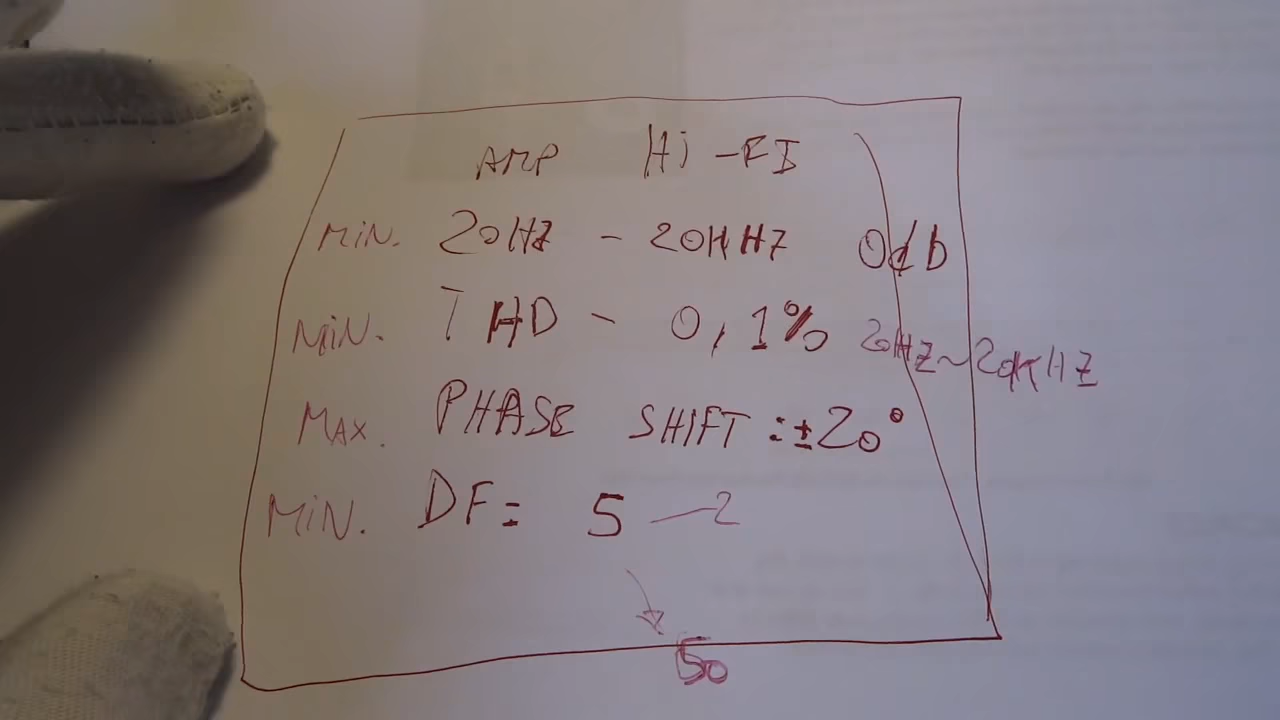 AMP Hi-FI
MiN. 20HZ - 20KHZ 0db
MiN. THD - 0,1% 20HZ~20KHZ
MAX. PHASE SHiFT :±20°
MiN. DF= 5 — 2
50